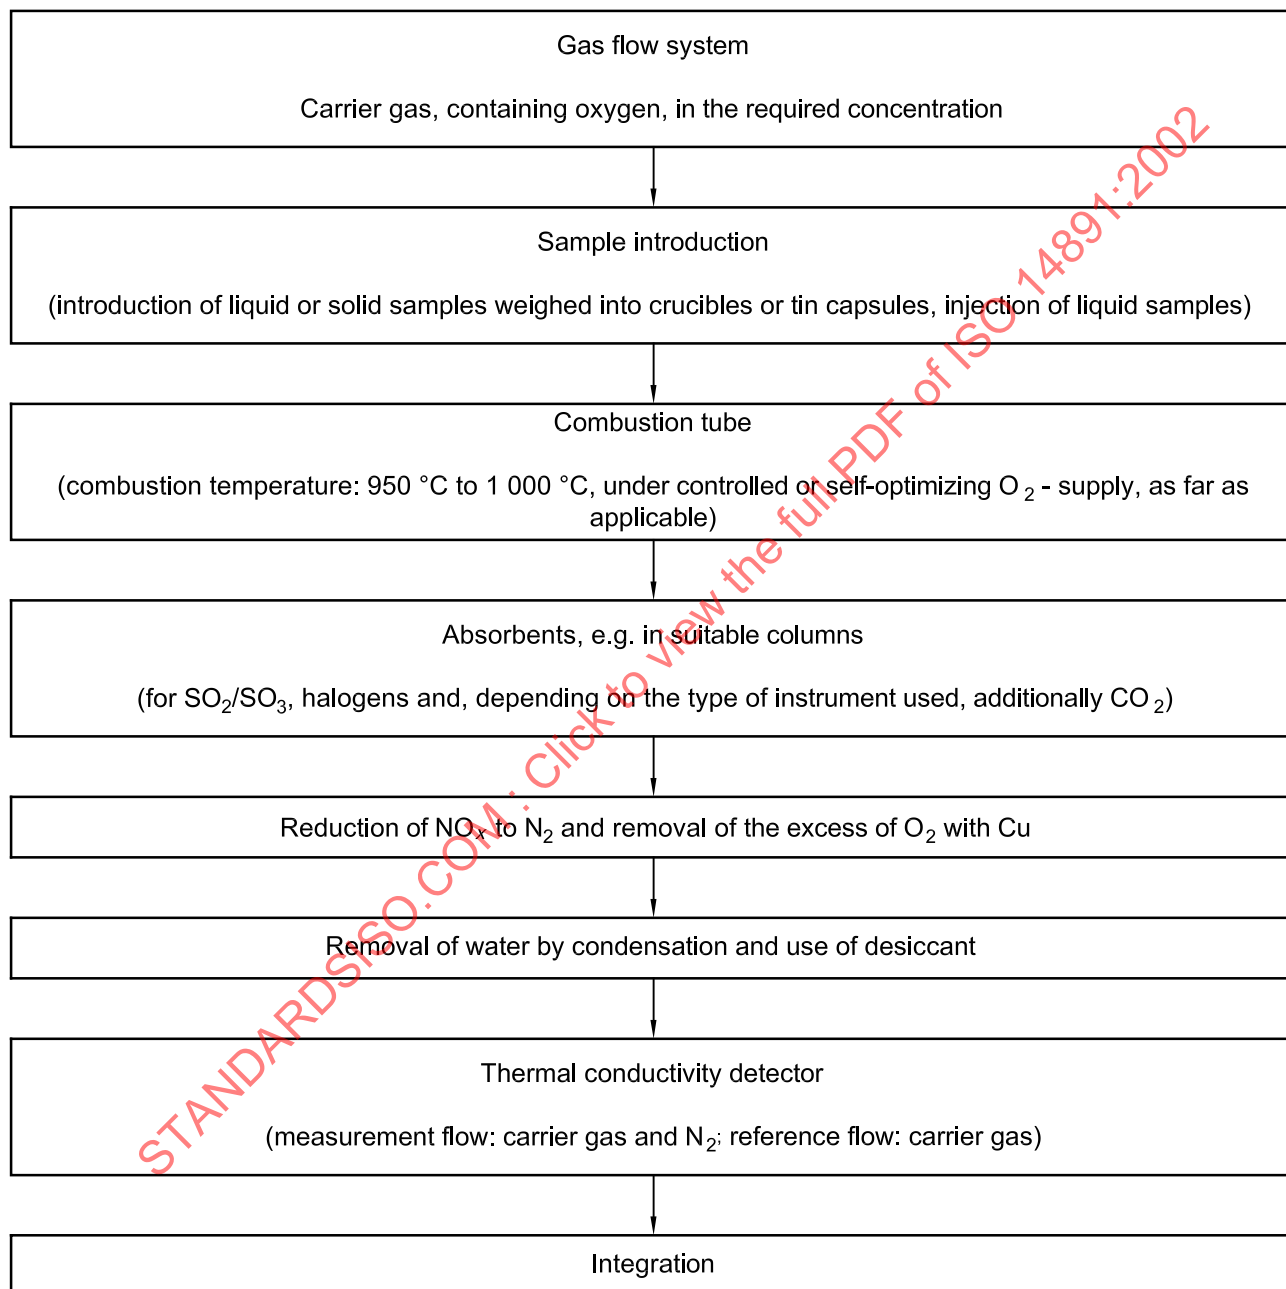 Gas flow system
Carrier gas, containing oxygen, in the required concentration
Sample introduction
(introduction of liquid or solid samples weighed into crucibles or tin capsules, injection of liquid samples)
Combustion tube
(combustion temperature: 950 °C to 1 000 °C, under controlled or self-optimizing O₂ - supply, as far as
applicable)
Absorbents, e.g. in suitable columns
(for SO₂/SO₃, halogens and, depending on the type of instrument used, additionally CO₂)
Reduction of NOₓ to N₂ and removal of the excess of O₂ with Cu
Removal of water by condensation and use of desiccant
Thermal conductivity detector
(measurement flow: carrier gas and N₂; reference flow: carrier gas)
Integration
STANDARDSISO.COM : Click to view the full PDF of ISO 14891:2002